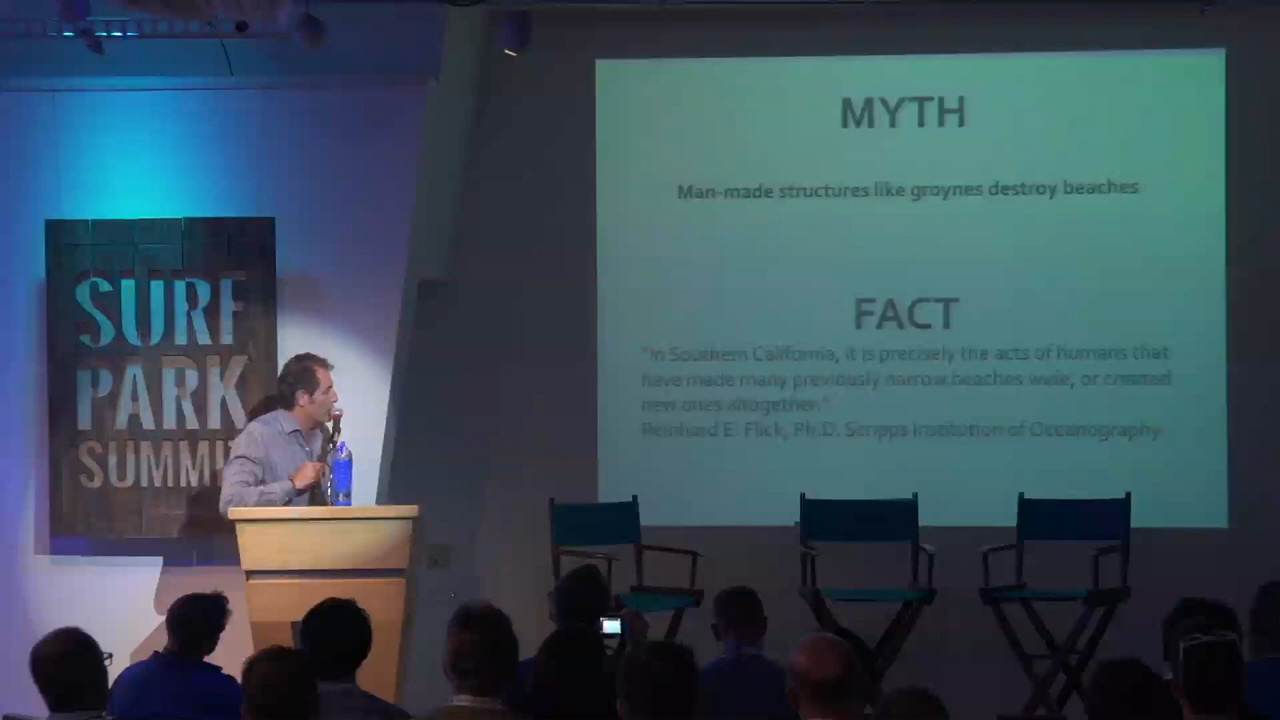 SURF
PARK
SUMMI
MYTH
Man-made structures like groynes destroy beaches
FACT
"In Southern California, it is precisely the acts of humans that
have made many previously narrow beaches wide, or created
new ones altogether."
Reinhard E. Flick, Ph.D. Scripps Institution of Oceanography